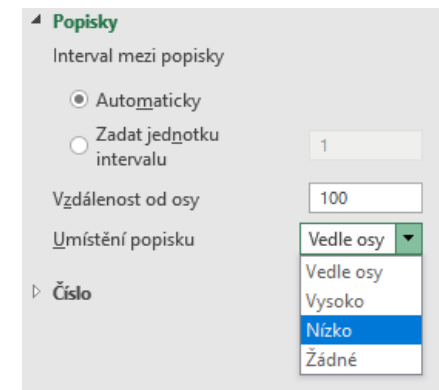 Popisky
Interval mezi popisky
Automaticky
Zadat jednotku
intervalu
1
Vzdálenost od osy
100
Umístění popisku
Vedle osy
Vedle osy
Vysoko
Nízko
Žádné
Číslo